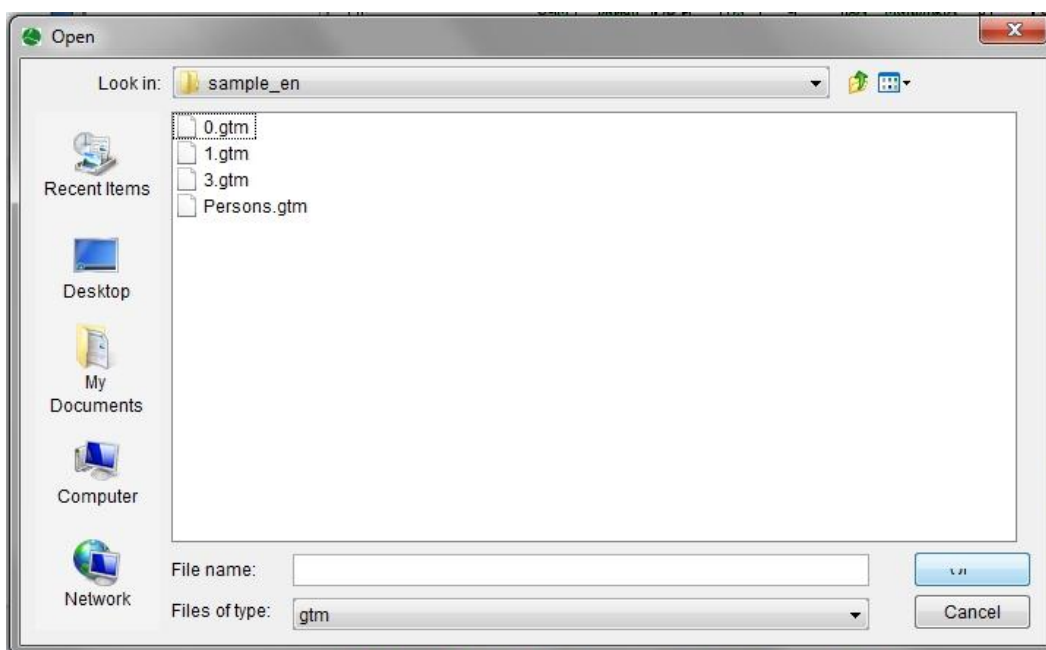 Open
Look in:
sample_en
0.gtm
1.gtm
3.gtm
Persons.gtm
Recent Items
Desktop
My
Documents
Computer
Network
File name:
Files of type:
gtm
Cancel